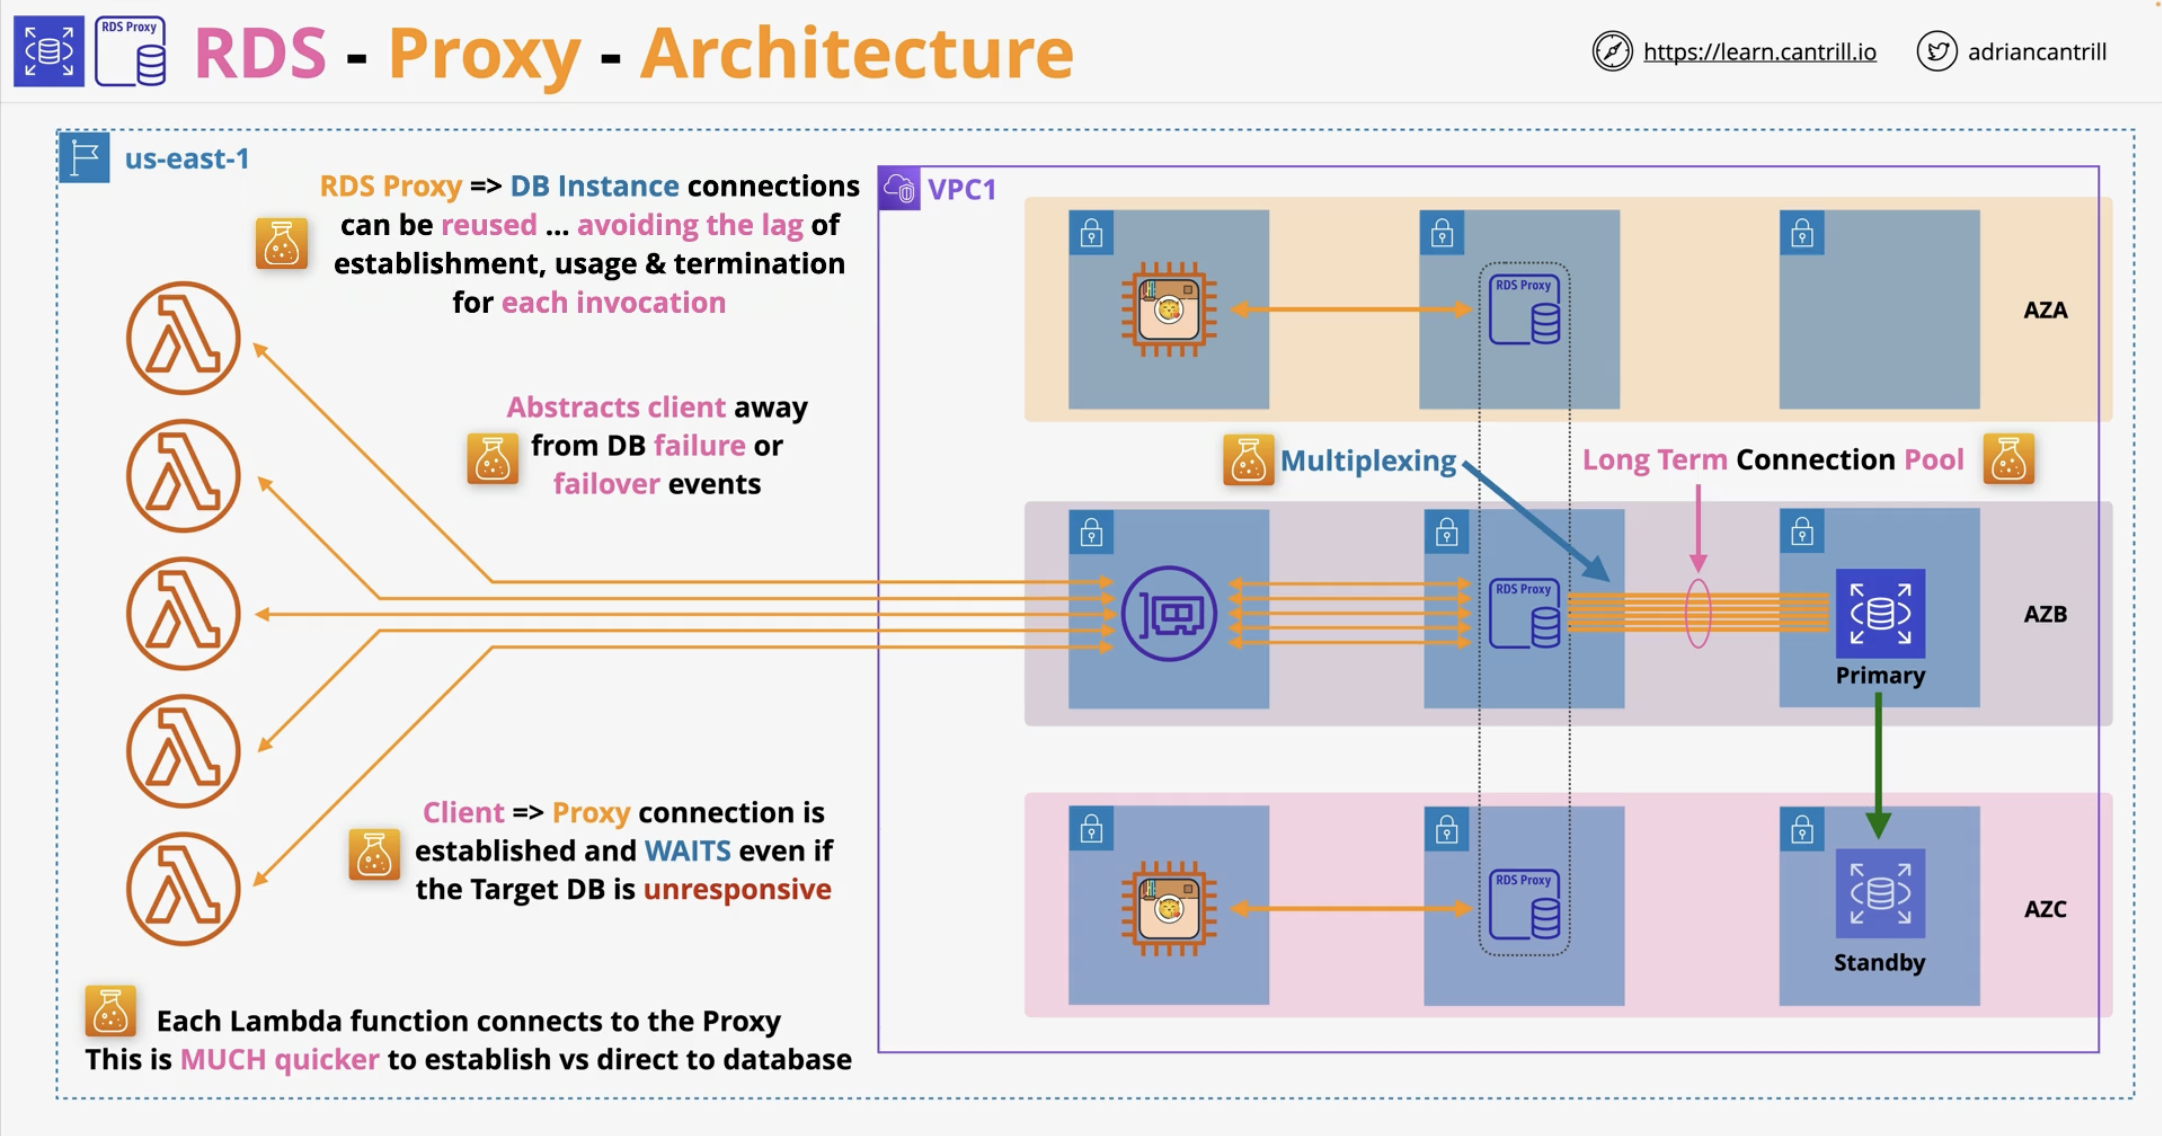 RDS Proxy
RDS - Proxy - Architecture
https://learn.cantrill.io
adriancantrill
us-east-1
RDS Proxy => DB Instance connections
can be reused ... avoiding the lag of
establishment, usage & termination
for each invocation
VPC1
RDS Proxy
AZA
Abstracts client away
from DB failure or
failover events
Multiplexing
Long Term Connection Pool
RDS Proxy
AZB
Primary
Client => Proxy connection is
established and WAITS even if
the Target DB is unresponsive
RDS Proxy
AZC
Standby
Each Lambda function connects to the Proxy
This is MUCH quicker to establish vs direct to database